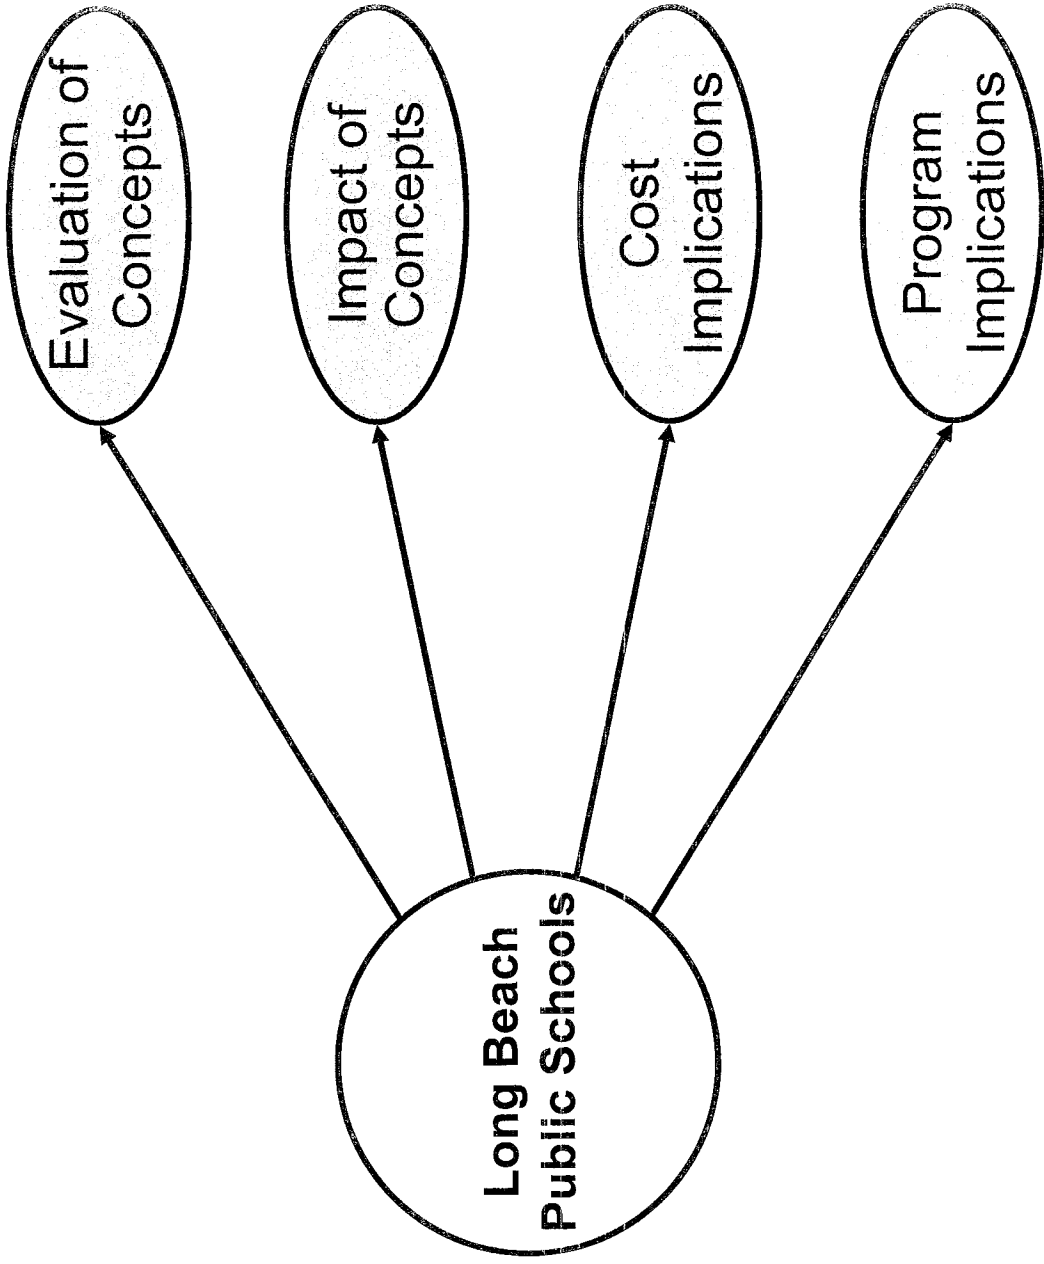 Long Beach
Public Schools
Evaluation of
Concepts
Impact of
Concepts
Cost
Implications
Program
Implications